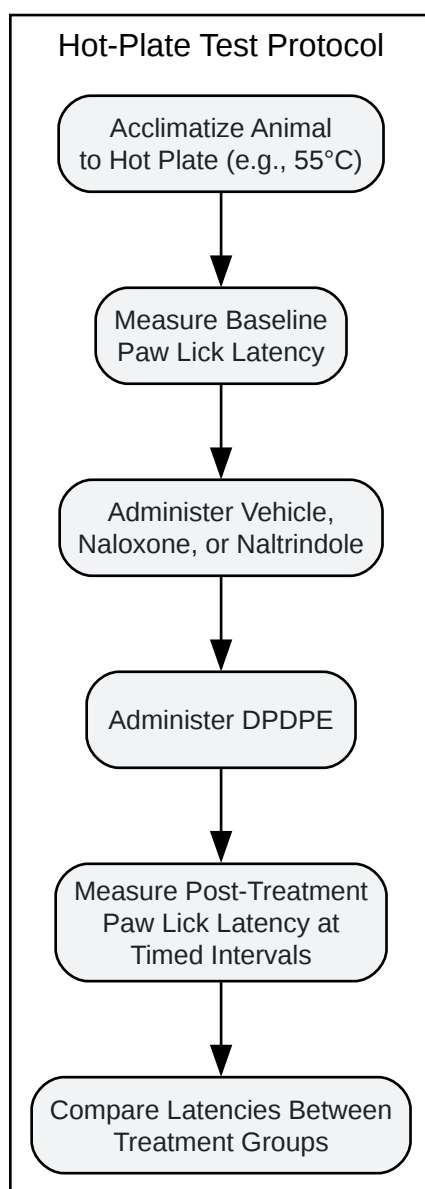 Hot-Plate Test Protocol
Acclimatize Animal
to Hot Plate (e.g., 55°C)
Measure Baseline
Paw Lick Latency
Administer Vehicle,
Naloxone, or Naltrindole
Administer DPDPE
Measure Post-Treatment
Paw Lick Latency at
Timed Intervals
Compare Latencies Between
Treatment Groups